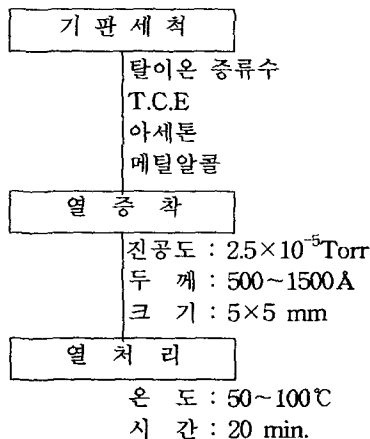 기 판 세 척
탈이온 증류수
T.C.E
아세톤
메틸알콜
열 증 착
진공도 : 2.5×10⁻⁵Torr
두 께 : 500~1500Å
크 기 : 5×5 mm
열 처 리
온 도 : 50~100℃
시 간 : 20 min.